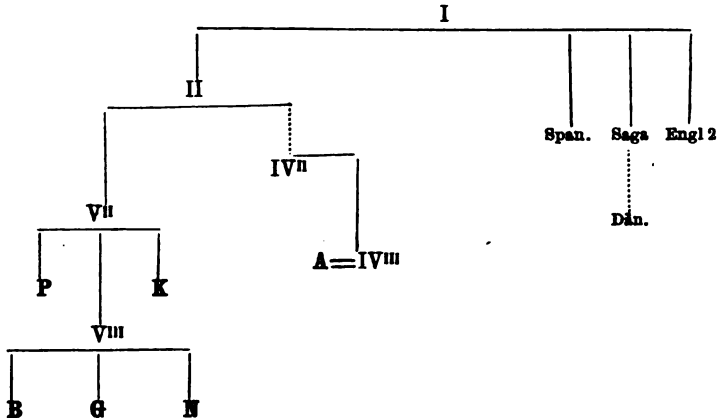 I
II
Span. Saga Engl 2
IVII
VII
Dän.
A=IVIII
P K
VIII
B G N